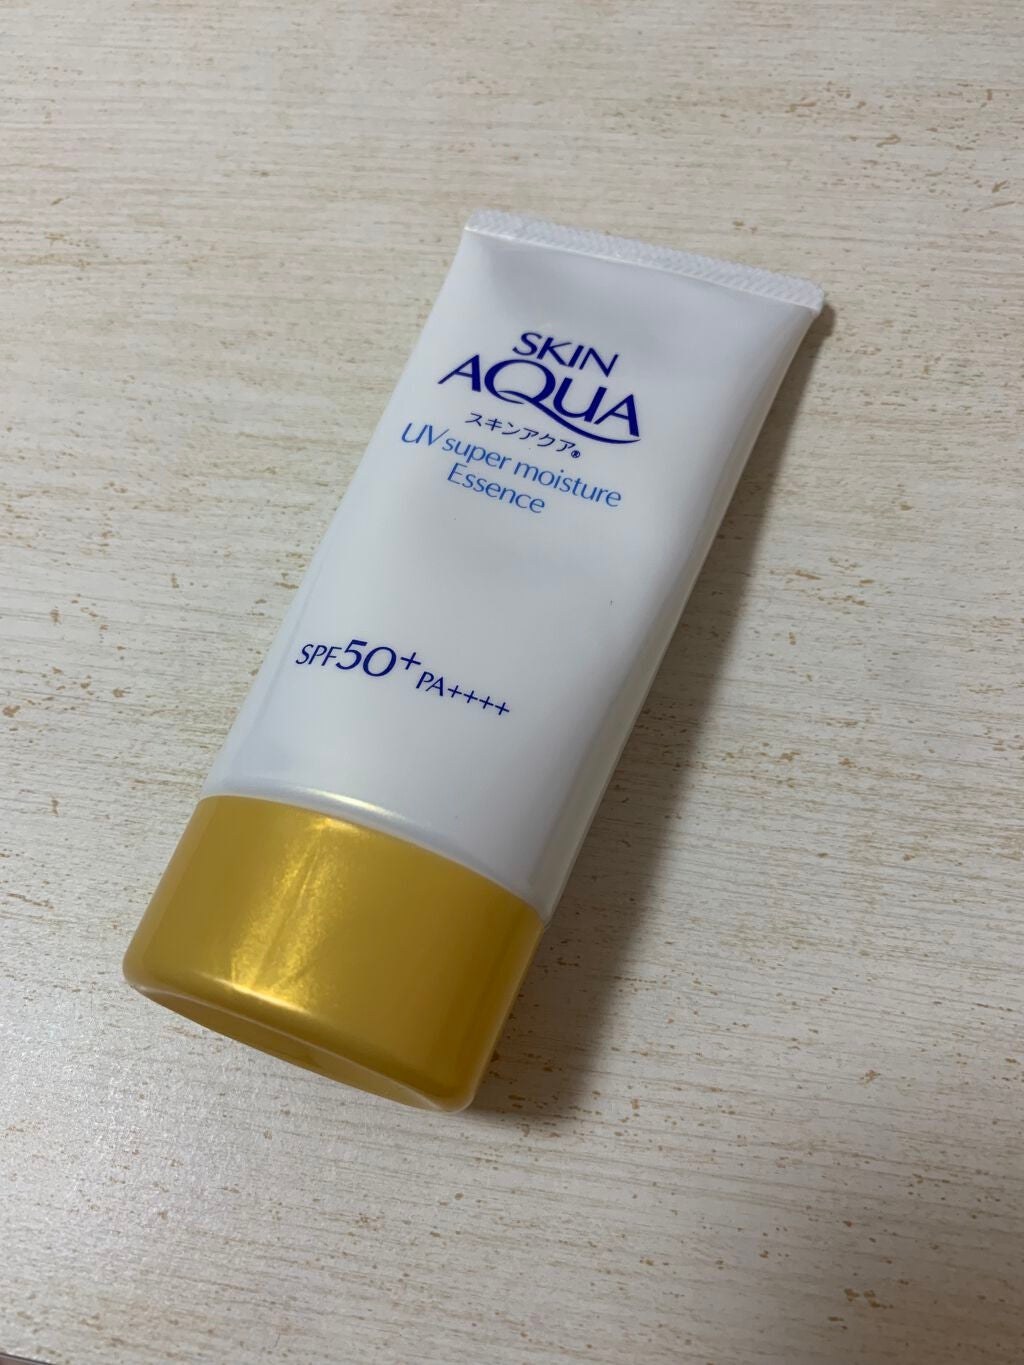 SKIN
AQUA
スキンアクア®
UV super moisture
Essence
SPF50+ PA++++